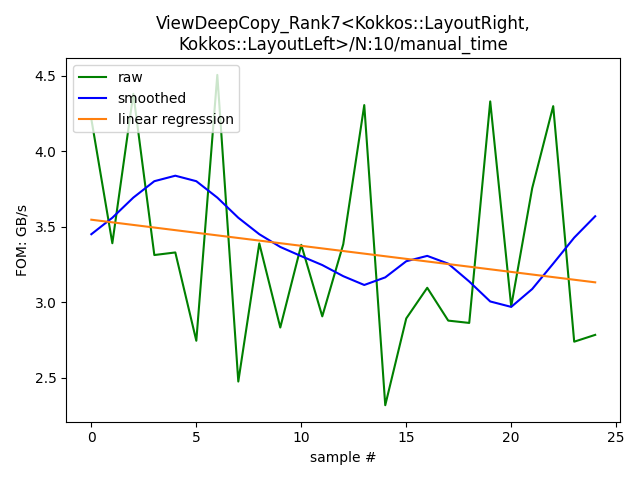 ViewDeepCopy_Rank7<Kokkos::LayoutRight,
Kokkos::LayoutLeft>/N:10/manual_time
raw
smoothed
linear regression
FOM: GB/s
4.5
4.0
3.5
3.0
2.5
0 5 10 15 20 25
sample #